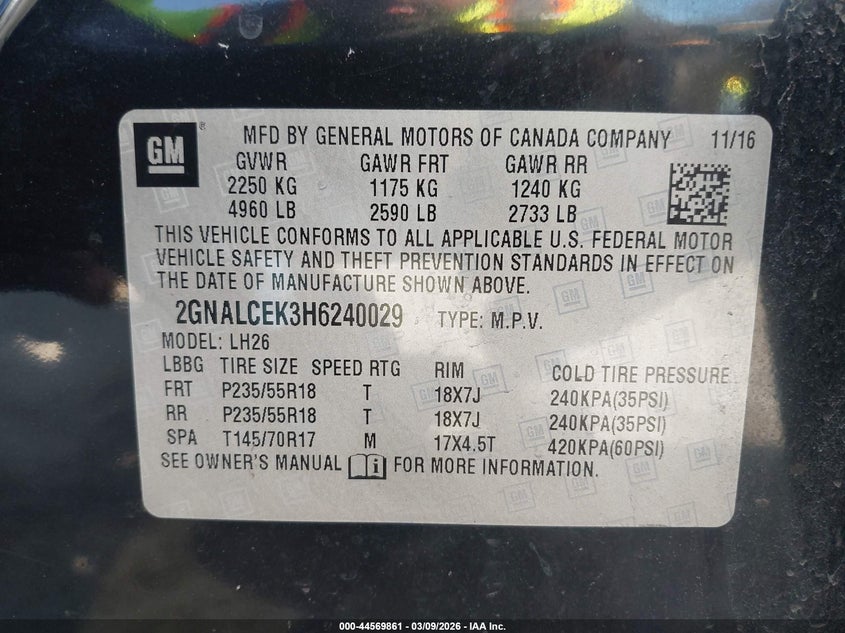 GM ® MFD BY GENERAL MOTORS OF CANADA COMPANY 11/16
GVWR GAWR FRT GAWR RR
2250 KG 1175 KG 1240 KG
4960 LB 2590 LB 2733 LB
THIS VEHICLE CONFORMS TO ALL APPLICABLE U.S. FEDERAL MOTOR
VEHICLE SAFETY AND THEFT PREVENTION STANDARDS IN EFFECT ON
THE DATE OF MANUFACTURE SHOWN ABOVE.
2GNALCEK3H6240029 TYPE: M.P.V.
MODEL: LH26
LBBG TIRE SIZE SPEED RTG RIM COLD TIRE PRESSURE
FRT P235/55R18 T 18X7J 240KPA(35PSI)
RR P235/55R18 T 18X7J 240KPA(35PSI)
SPA T145/70R17 M 17X4.5T 420KPA(60PSI)
SEE OWNER'S MANUAL FOR MORE INFORMATION.
000-44569861 - 03/09/2026 - IAA Inc.